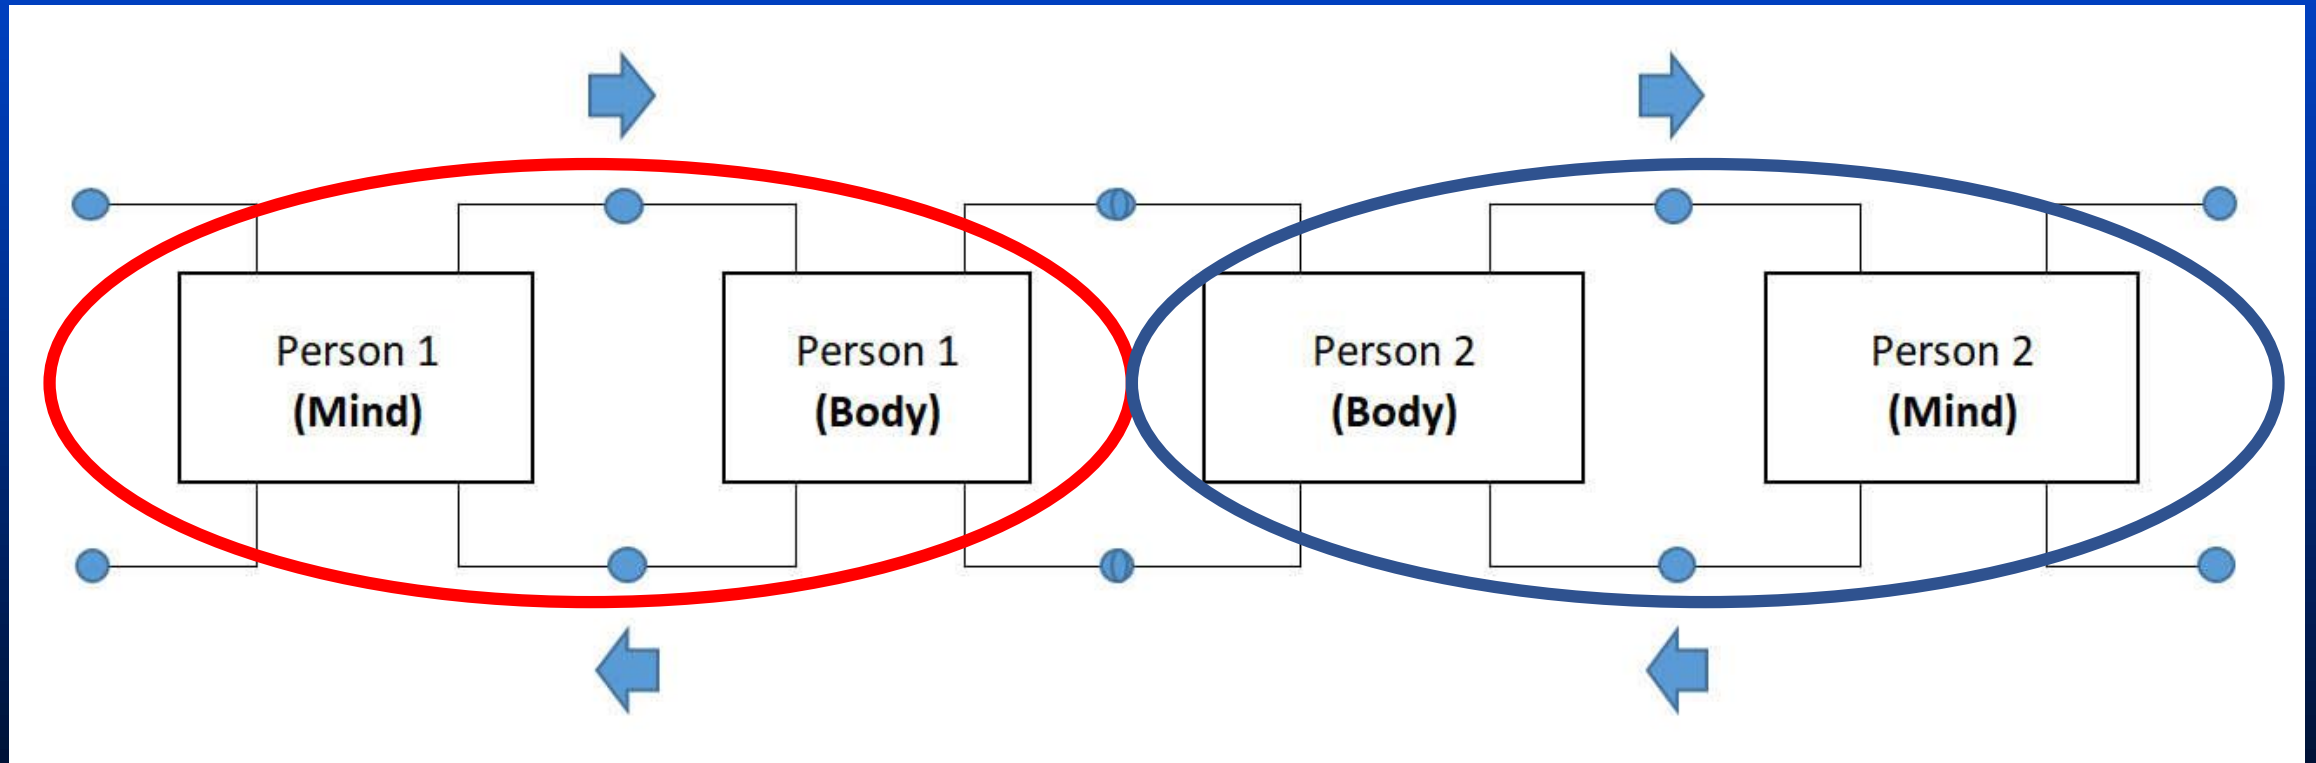 Person 1
(Mind)
Person 1
(Body)
Person 2
(Body)
Person 2
(Mind)